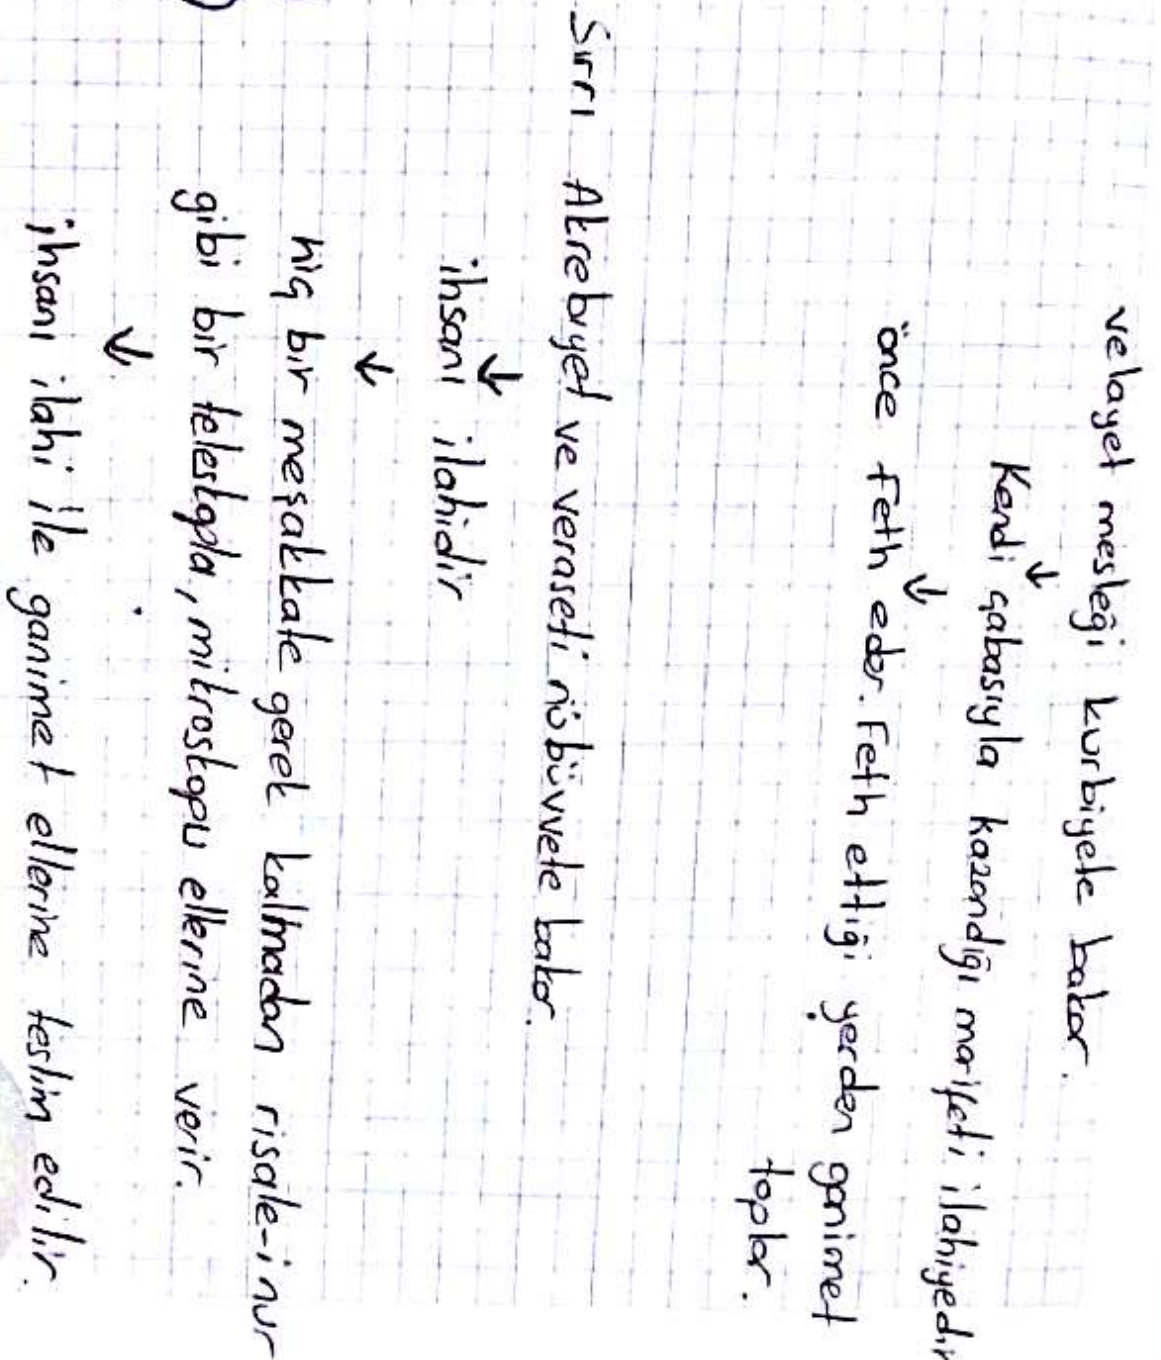 velayet mesleği kurbiyete bakar.
↓
Kendi çabasıyla kazandığı marifeti ilahiyedir
↓
önce feth eder. Feth ettiği yerden ganimet
toplar.
Sırrı Akrebiyet ve veraseti nübüvvete bakar.
↓
ihsanı ilahidir
↓
hiç bir meşakkate gerek kalmadan risale-i nur
gibi bir teleskopla, mikroskopu ellerine verir.
↓
ihsanı ilahi ile ganimet ellerine teslim edilir.